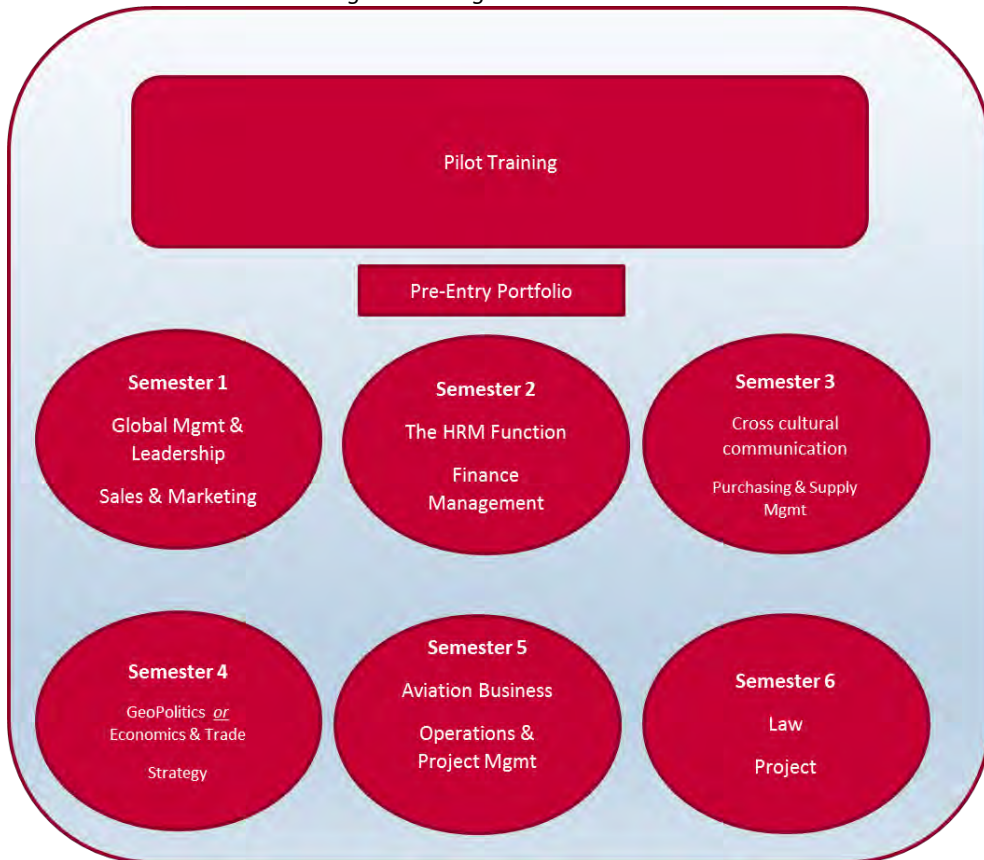 Pilot Training
Pre-Entry Portfolio
Semester 1
Global Mgmt &
Leadership
Sales & Marketing
Semester 2
The HRM Function
Finance
Management
Semester 3
Cross cultural
communication
Purchasing & Supply
Mgmt
Semester 4
GeoPolitics or
Economics & Trade
Strategy
Semester 5
Aviation Business
Operations &
Project Mgmt
Semester 6
Law
Project